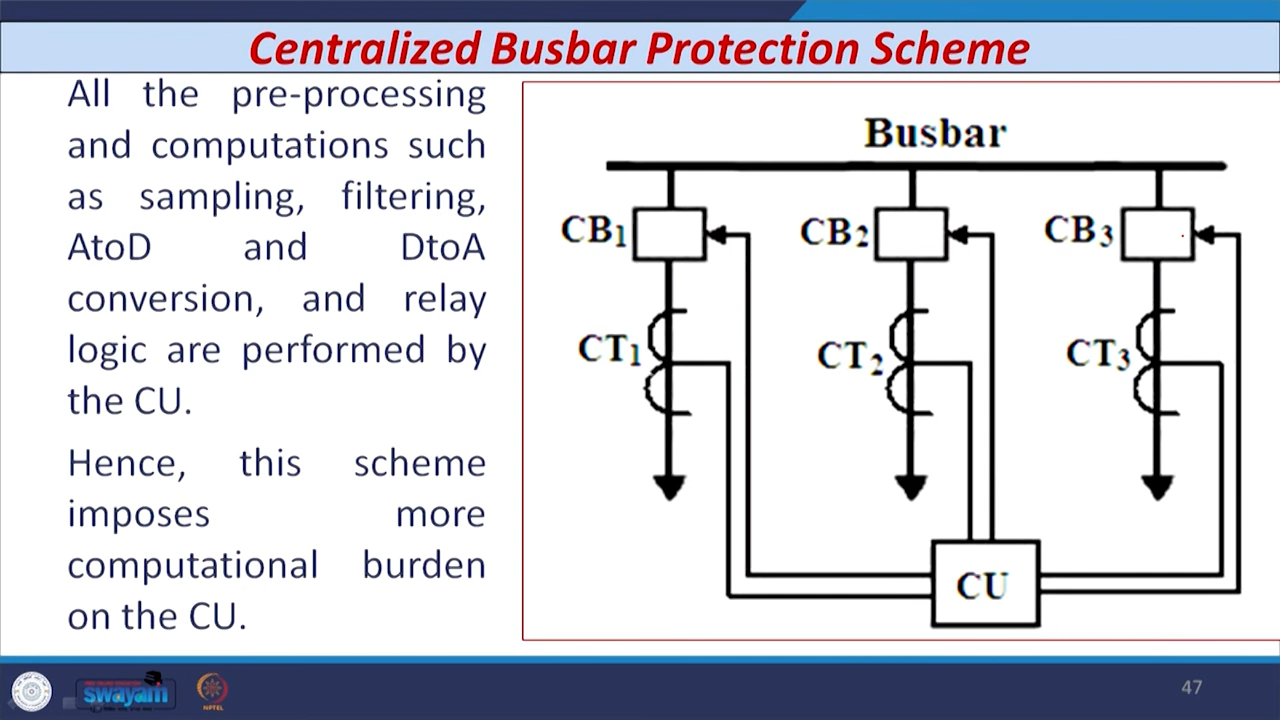 Centralized Busbar Protection Scheme
All the pre-processing
and computations such
as sampling, filtering,
AtoD and DtoA
conversion, and relay
logic are performed by
the CU.
Hence, this scheme
imposes more
computational burden
on the CU.
Busbar
CB1 CB2 CB3
CT1 CT2 CT3
CU
swayam
NPTEL
47